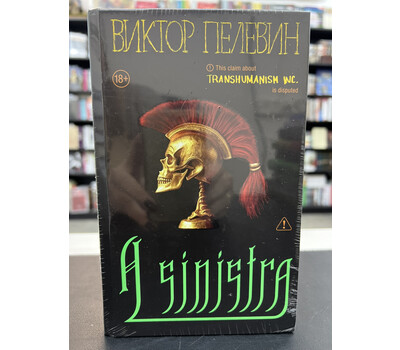 ВИКТОР ПЕЛЕВИН
18+
This claim about
TRANSHUMANISM INC.
is disputed
A sinistra